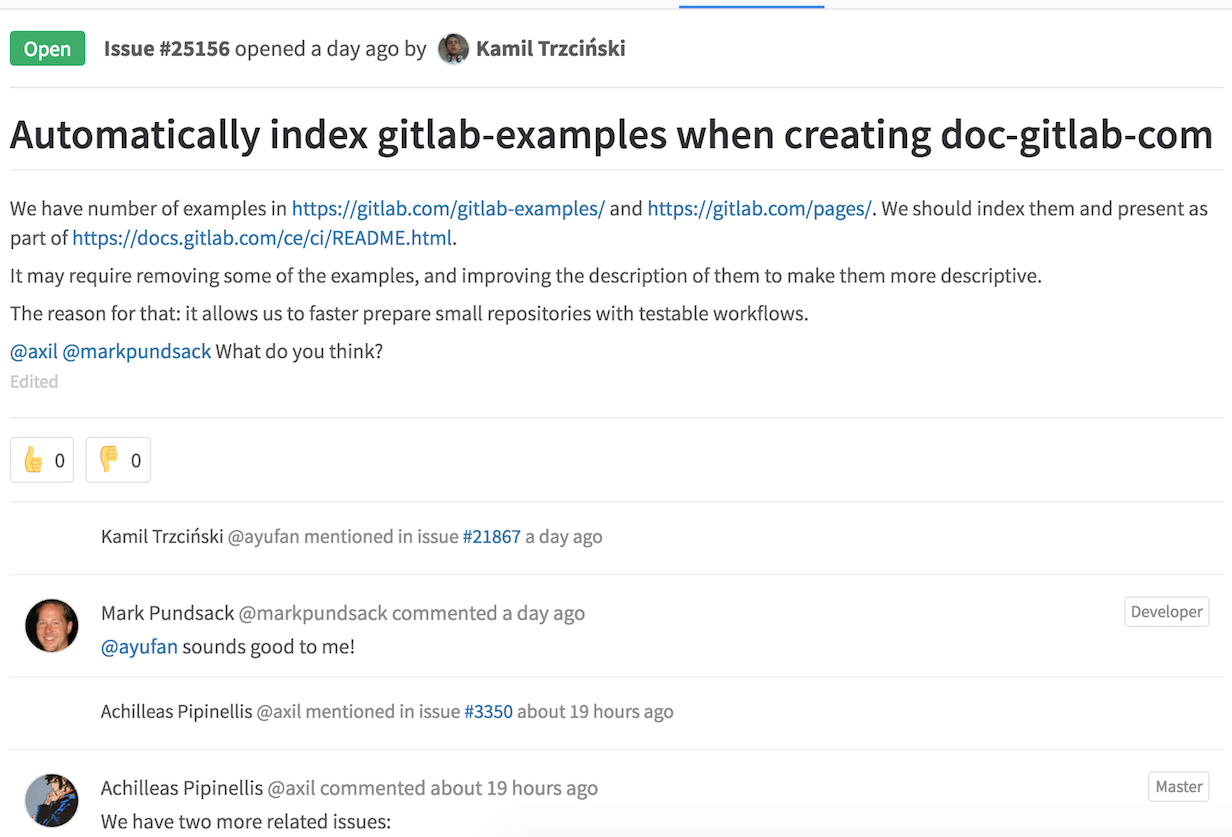 Open Issue #25156 opened a day ago by Kamil Trzciński
Automatically index gitlab-examples when creating doc-gitlab-com
We have number of examples in https://gitlab.com/gitlab-examples/ and https://gitlab.com/pages/. We should index them and present as
part of https://docs.gitlab.com/ce/ci/README.html.
It may require removing some of the examples, and improving the description of them to make them more descriptive.
The reason for that: it allows us to faster prepare small repositories with testable workflows.
@axil @markpundsack What do you think?
Edited
0 0
Kamil Trzciński @ayufan mentioned in issue #21867 a day ago
Mark Pundsack @markpundsack commented a day ago Developer
@ayufan sounds good to me!
Achilleas Pipinellis @axil mentioned in issue #3350 about 19 hours ago
Achilleas Pipinellis @axil commented about 19 hours ago Master
We have two more related issues: